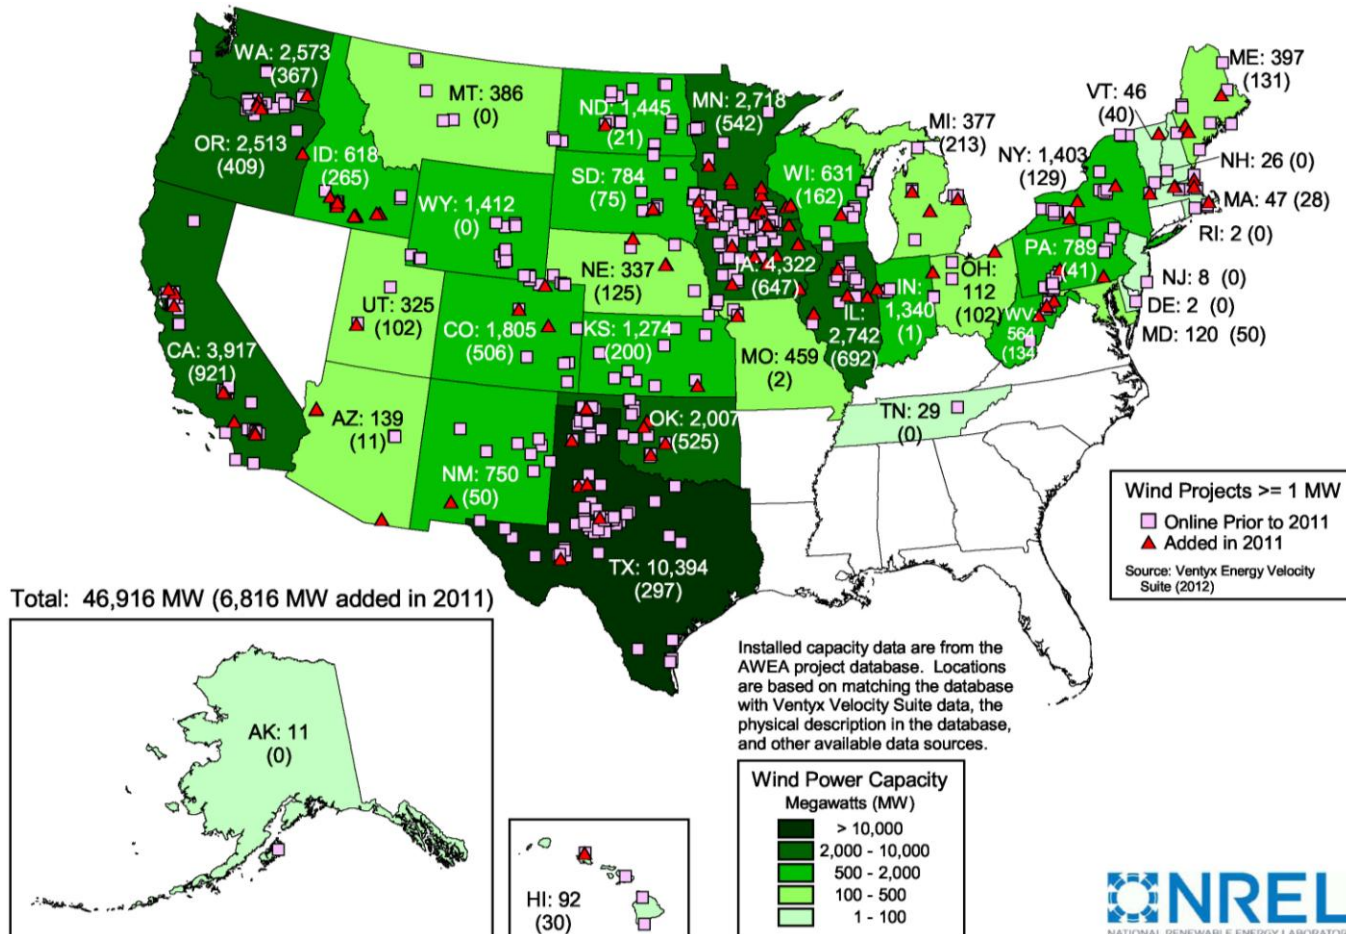 WA: 2,573
(367)
MT: 386
(0)
ND: 1,445
(21)
MN: 2,718
(542)
ME: 397
(131)
VT: 46
(40)
MI: 377
(213)
OR: 2,513
(409)
ID: 618
(265)
SD: 784
(75)
WI: 631
(162)
NY: 1,403
(129)
NH: 26 (0)
MA: 47 (28)
RI: 2 (0)
WY: 1,412
(0)
NE: 337
(125)
IA: 4,322
(647)
PA: 789
(41)
NJ: 8 (0)
DE: 2 (0)
MD: 120 (50)
OH:
112
(102)
IN:
1,340
(1)
IL:
2,742
(692)
WV:
564
(134)
UT: 325
(102)
CO: 1,805
(506)
KS: 1,274
(200)
MO: 459
(2)
CA: 3,917
(921)
AZ: 139
(11)
NM: 750
(50)
OK: 2,007
(525)
TN: 29
(0)
TX: 10,394
(297)
Wind Projects >= 1 MW
Online Prior to 2011
Added in 2011
Source: Ventyx Energy Velocity
Suite (2012)
Total: 46,916 MW (6,816 MW added in 2011)
AK: 11
(0)
HI: 92
(30)
Installed capacity data are from the
AWEA project database. Locations
are based on matching the database
with Ventyx Velocity Suite data, the
physical description in the database,
and other available data sources.
Wind Power Capacity
Megawatts (MW)
> 10,000
2,000 - 10,000
500 - 2,000
100 - 500
1 - 100
NREL
NATIONAL RENEWABLE ENERGY LABORATOR